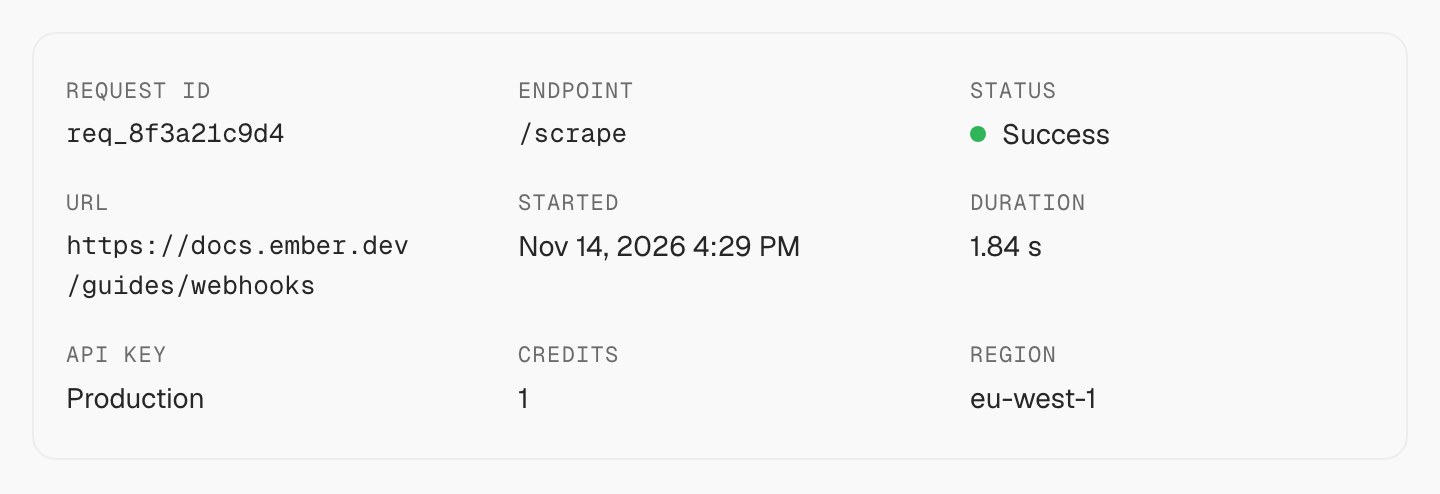 REQUEST ID
req_8f3a21c9d4
ENDPOINT
/scrape
STATUS
Success
URL
https://docs.ember.dev
/guides/webhooks
STARTED
Nov 14, 2026 4:29 PM
DURATION
1.84 s
API KEY
Production
CREDITS
1
REGION
eu-west-1